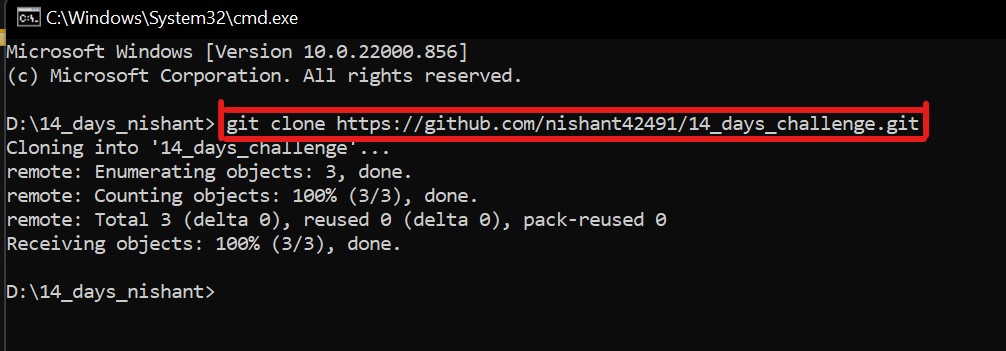 C:\Windows\System32\cmd.exe
Microsoft Windows [Version 10.0.22000.856]
(c) Microsoft Corporation. All rights reserved.
D:\14_days_nishant> git clone https://github.com/nishant42491/14_days_challenge.git
Cloning into '14_days_challenge'...
remote: Enumerating objects: 3, done.
remote: Counting objects: 100% (3/3), done.
remote: Total 3 (delta 0), reused 0 (delta 0), pack-reused 0
Receiving objects: 100% (3/3), done.
D:\14_days_nishant>